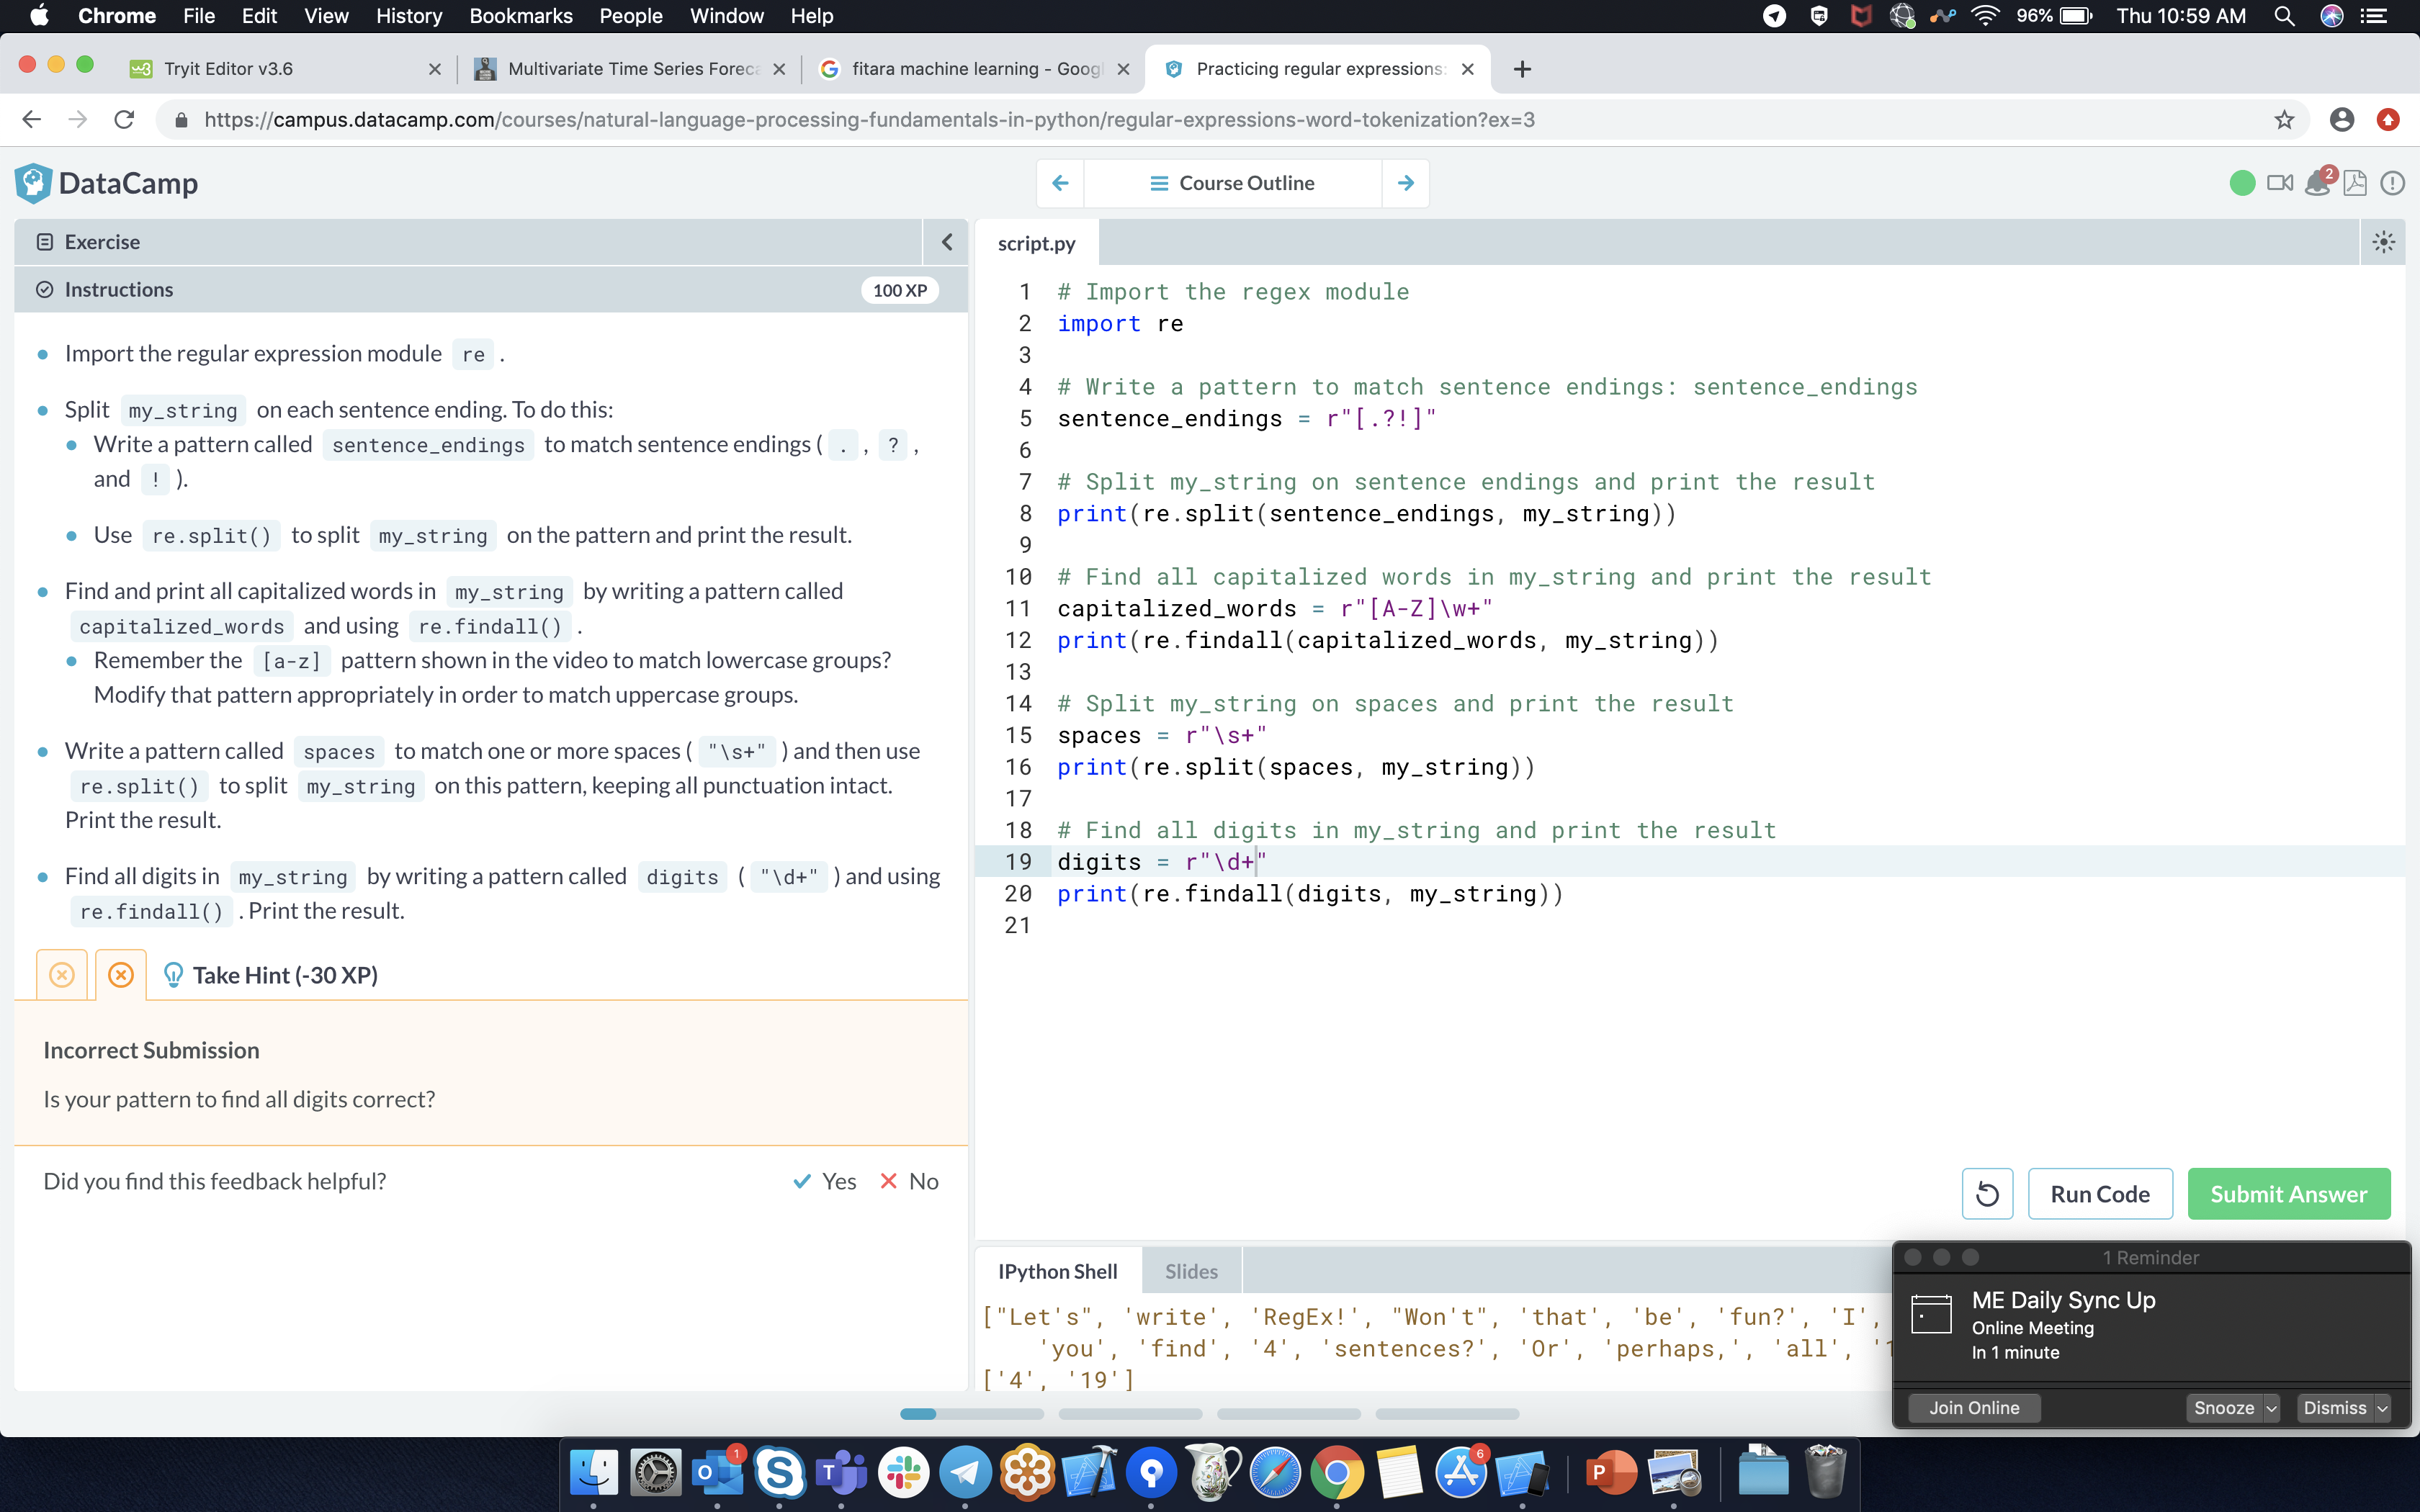 Chrome File Edit View History Bookmarks People Window Help 96% Thu 10:59 AM
Tryit Editor v3.6
Multivariate Time Series Foreca
fitara machine learning - Googl
Practicing regular expressions:
https://campus.datacamp.com/courses/natural-language-processing-fundamentals-in-python/regular-expressions-word-tokenization?ex=3
DataCamp
Course Outline
2
Exercise
Instructions
100 XP
Import the regular expression module re .
Split my_string on each sentence ending. To do this:
Write a pattern called sentence_endings to match sentence endings ( . , ? ,
and ! ).
Use re.split() to split my_string on the pattern and print the result.
Find and print all capitalized words in my_string by writing a pattern called
capitalized_words and using re.findall() .
Remember the [a-z] pattern shown in the video to match lowercase groups?
Modify that pattern appropriately in order to match uppercase groups.
Write a pattern called spaces to match one or more spaces ( "\s+" ) and then use
re.split() to split my_string on this pattern, keeping all punctuation intact.
Print the result.
Find all digits in my_string by writing a pattern called digits ( "\d+" ) and using
re.findall() . Print the result.
Take Hint (-30 XP)
Incorrect Submission
Is your pattern to find all digits correct?
Did you find this feedback helpful?
Yes No
script.py
1 # Import the regex module
2 import re
3
4 # Write a pattern to match sentence endings: sentence_endings
5 sentence_endings = r"[.?!]"
6
7 # Split my_string on sentence endings and print the result
8 print(re.split(sentence_endings, my_string))
9
10 # Find all capitalized words in my_string and print the result
11 capitalized_words = r"[A-Z]\w+"
12 print(re.findall(capitalized_words, my_string))
13
14 # Split my_string on spaces and print the result
15 spaces = r"\s+"
16 print(re.split(spaces, my_string))
17
18 # Find all digits in my_string and print the result
19 digits = r"\d+"
20 print(re.findall(digits, my_string))
21
Run Code
Submit Answer
IPython Shell
Slides
["Let's", 'write', 'RegEx!', "Won't", 'that', 'be', 'fun?', 'I',
'you', 'find', '4', 'sentences?', 'Or', 'perhaps,', 'all', '1
['4', '19']
1 Reminder
ME Daily Sync Up
Online Meeting
In 1 minute
Join Online
Snooze
Dismiss
1
6